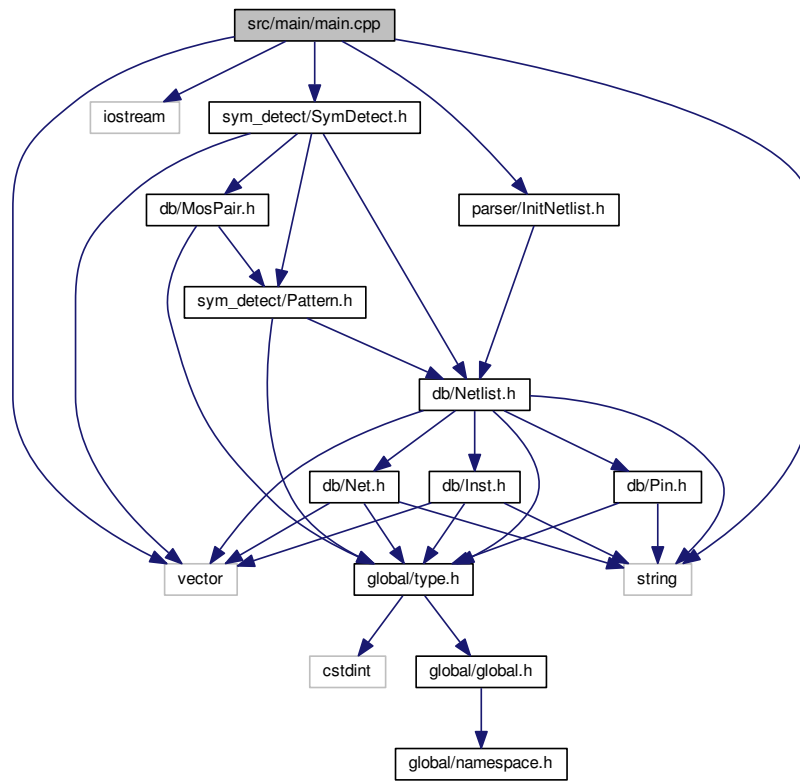 src/main/main.cpp
iostream
sym_detect/SymDetect.h
db/MosPair.h
parser/InitNetlist.h
sym_detect/Pattern.h
db/Netlist.h
db/Net.h
db/Inst.h
db/Pin.h
vector
global/type.h
string
cstdint
global/global.h
global/namespace.h